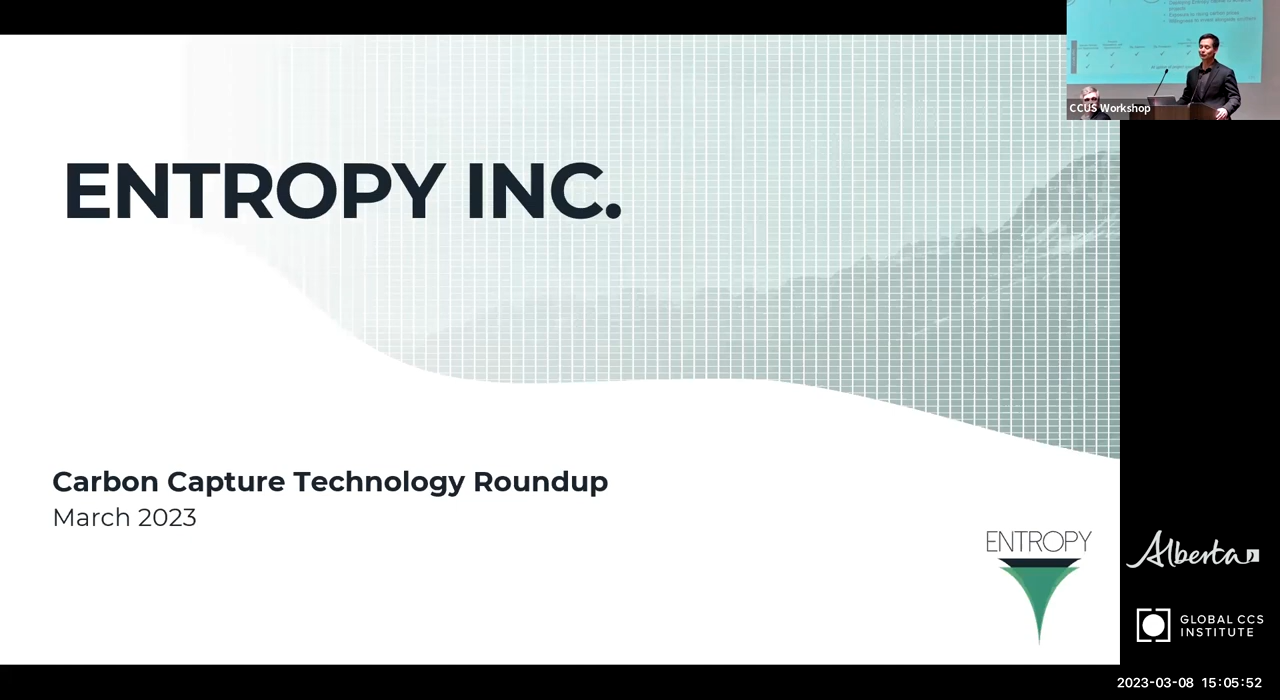 ENTROPY INC.
Carbon Capture Technology Roundup
March 2023
ENTROPY
CCUS Workshop
Alberta
GLOBAL CCS
INSTITUTE
2023-03-08 15:05:52